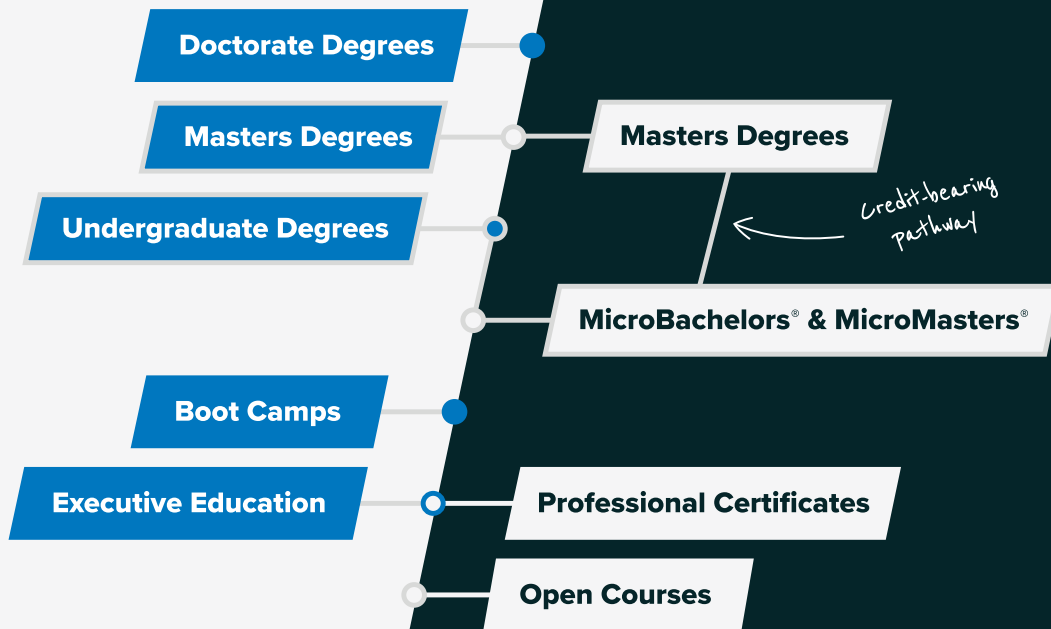 Doctorate Degrees
Masters Degrees
Masters Degrees
Undergraduate Degrees
Credit-bearing
pathway
MicroBachelors® & MicroMasters®
Boot Camps
Executive Education
Professional Certificates
Open Courses